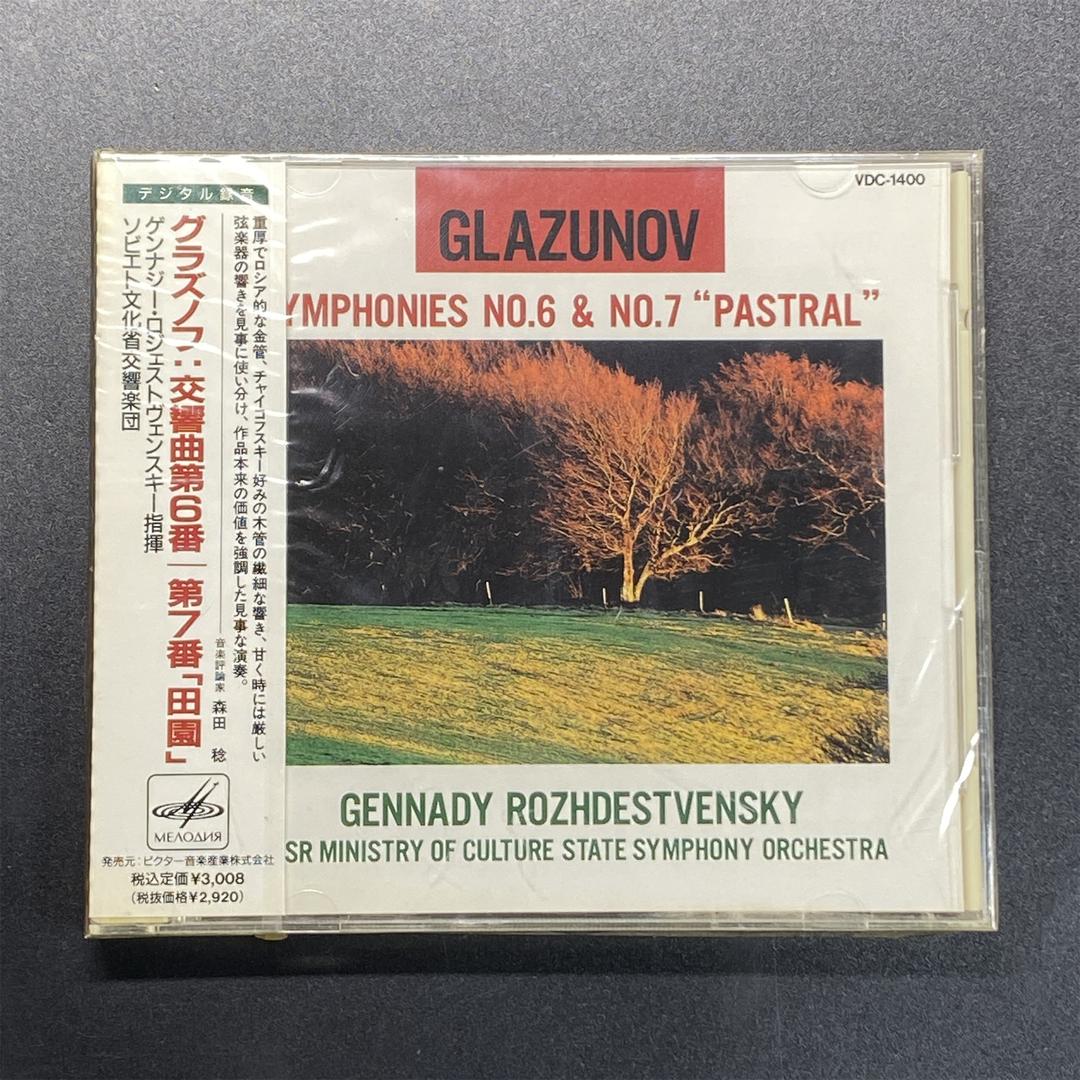 デジタル録音
重厚でロシア的な金管、チャイコフスキー好みの木管の繊細な響き、甘く時には厳しい
弦楽器の響きを見事に使い分け、作品本来の価値を強調した見事な演奏。
音楽評論家 森田 稔
グラズノフ:交響曲第6番 第7番「田園」
ゲンナジー・ロジェストヴェンスキー指揮
ソビエト文化省交響楽団
МЕЛОДИЯ
発売元:ビクター音楽産業株式会社
税込定価¥3,008
(税抜価格¥2,920)
VDC-1400
GLAZUNOV
YMPHONIES NO.6 & NO.7 “PASTRAL”
GENNADY ROZHDESTVENSKY
SR MINISTRY OF CULTURE STATE SYMPHONY ORCHESTRA